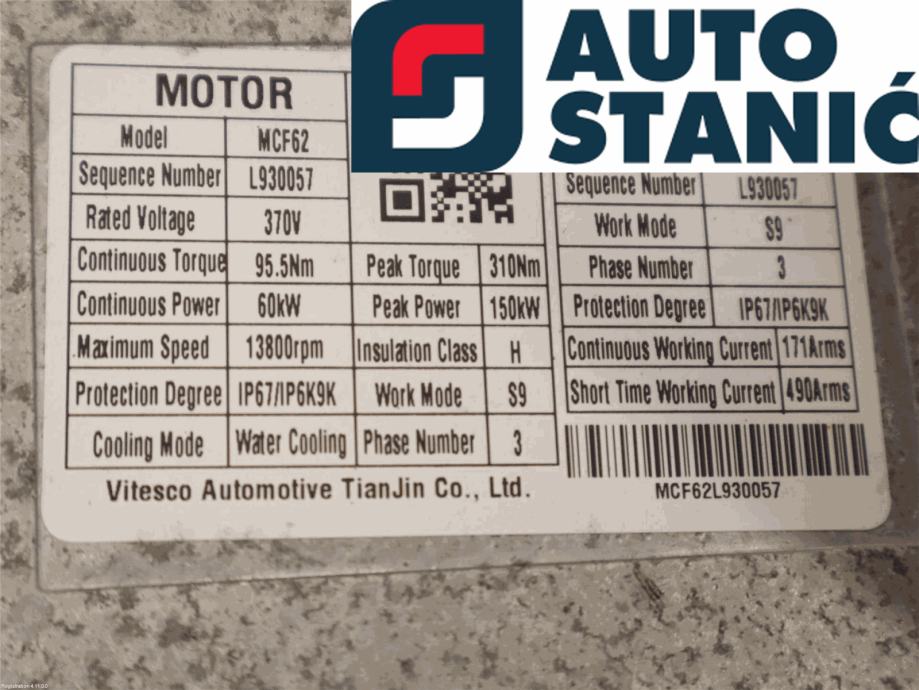 AUTO
STANIĆ
MOTOR
Model MCF62
Sequence Number L930057
Rated Voltage 370V
Continuous Torque 95.5Nm Peak Torque 310Nm
Continuous Power 60kW Peak Power 150kW
Maximum Speed 13800rpm Insulation Class H
Protection Degree IP67/IP6K9K Work Mode S9
Cooling Mode Water Cooling Phase Number 3
Vitesco Automotive TianJin Co., Ltd.
Sequence Number L930057
Work Mode S9
Phase Number 3
Protection Degree IP67/IP6K9K
Continuous Working Current 171Arms
Short Time Working Current 490Arms
MCF62L930057